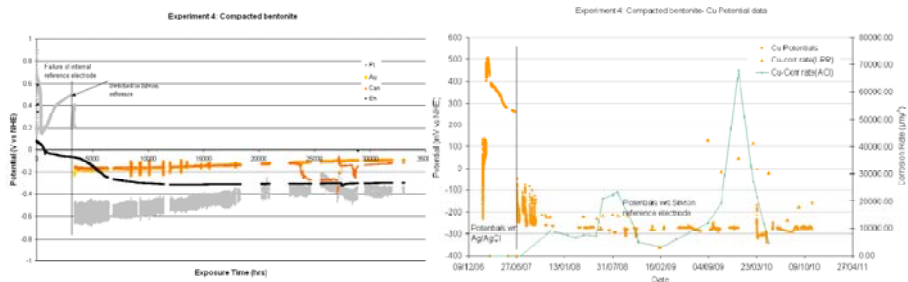 Experiment 4: Compacted bentonite
Potential (V vs NHE)
1
0.8
0.6
0.4
0.2
0
-0.2
-0.4
-0.6
-0.8
-1
Failure of internal
reference electrode
Switched to
reference
Pt
Au
Can
Eh
5000
10000
15000
20000
25000
30000
3500
Exposure Time (hrs)
Experiment 4: Compacted bentonite- Cu Potential data
Potential (mV vs NHE)
600
500
400
300
200
100
0
-100
-200
-300
-400
Cu Potentials
Cu-corr rate(LPR)
Cu-Corr rate(ACI)
Potentials wrt
Ag/AgCl
Potentials wrt
reference electrode
80000.00
70000.00
60000.00
50000.00
40000.00
30000.00
20000.00
10000.00
0.00
Corrosion Rate
09/12/06
27/06/07
13/01/08
31/07/08
16/02/09
04/09/09
23/03/10
09/10/10
27/04/11
Date